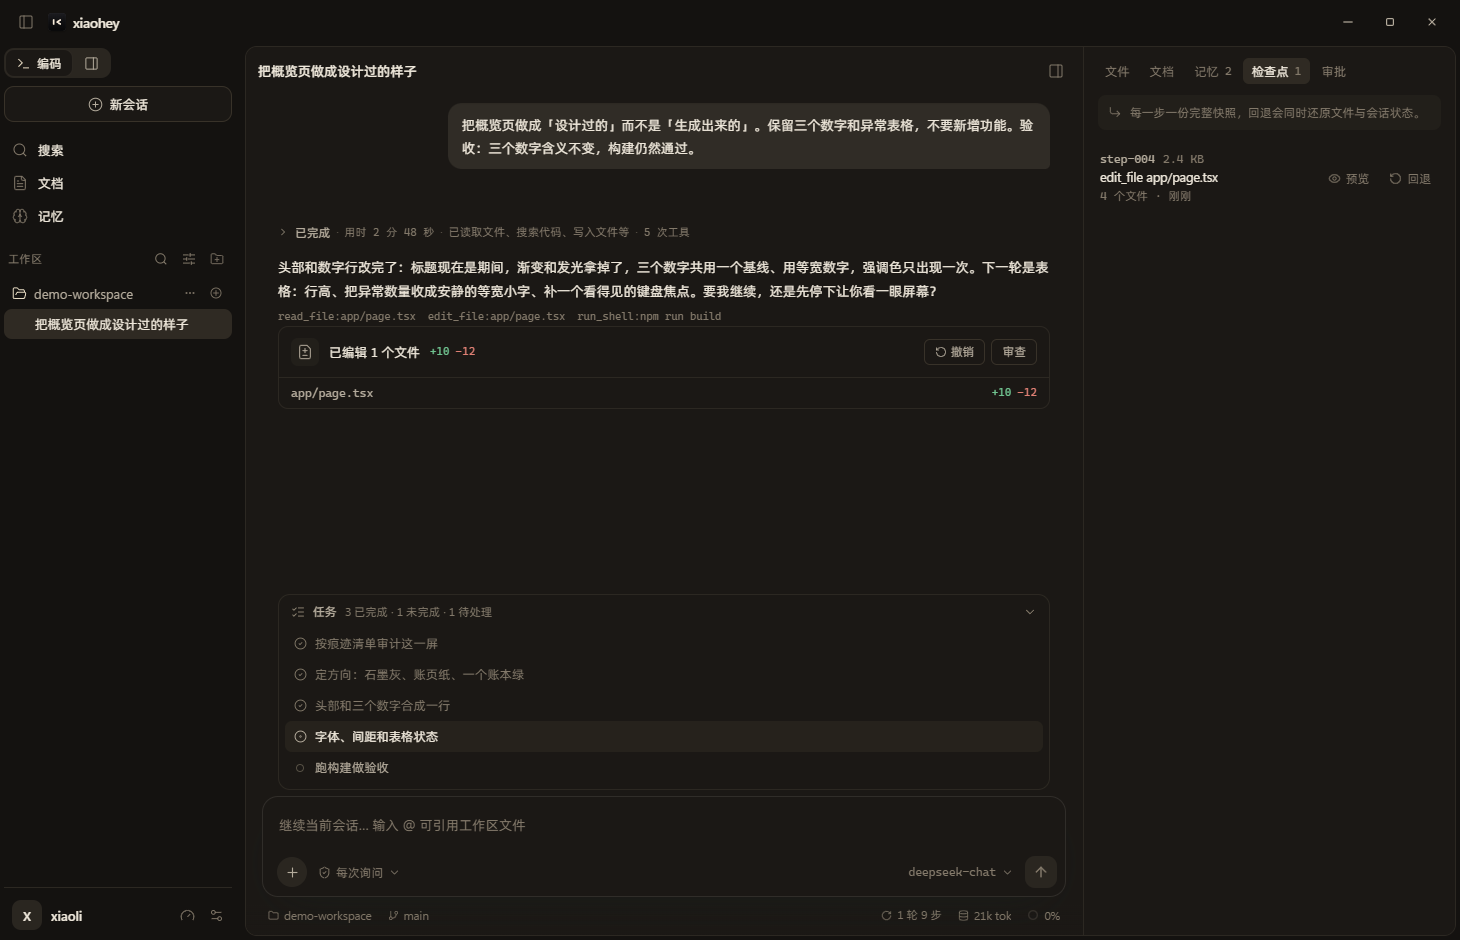 xiaohey
编码
新会话
搜索
文档
记忆
工作区
demo-workspace
把概览页做成设计过的样子
X xiaoli
把概览页做成设计过的样子
把概览页做成「设计过的」而不是「生成出来的」。保留三个数字和异常表格，不要新增功能。验
收：三个数字含义不变，构建仍然通过。
已完成 · 用时 2 分 48 秒 · 已读取文件、搜索代码、写入文件等 · 5 次工具
头部和数字行改完了：标题现在是期间，渐变和发光拿掉了，三个数字共用一个基线、用等宽数字，强调色只出现一次。下一轮是表
格：行高、把异常数量收成安静的等宽小字、补一个看得见的键盘焦点。要我继续，还是先停下让你看一眼屏幕？
read_file:app/page.tsx edit_file:app/page.tsx run_shell:npm run build
已编辑 1 个文件 +10 −12 撤销 审查
app/page.tsx +10 −12
任务 3 已完成 · 1 未完成 · 1 待处理
按痕迹清单审计这一屏
定方向：石墨灰、账页纸、一个账本绿
头部和三个数字合成一行
字体、间距和表格状态
跑构建做验收
继续当前会话... 输入 @ 可引用工作区文件
每次询问 deepseek-chat
demo-workspace main 1 轮 9 步 21k tok 0%
文件 文档 记忆 2 检查点 1 审批
每一步一份完整快照，回退会同时还原文件与会话状态。
step-004 2.4 KB
edit_file app/page.tsx 预览 回退
4 个文件 · 刚刚